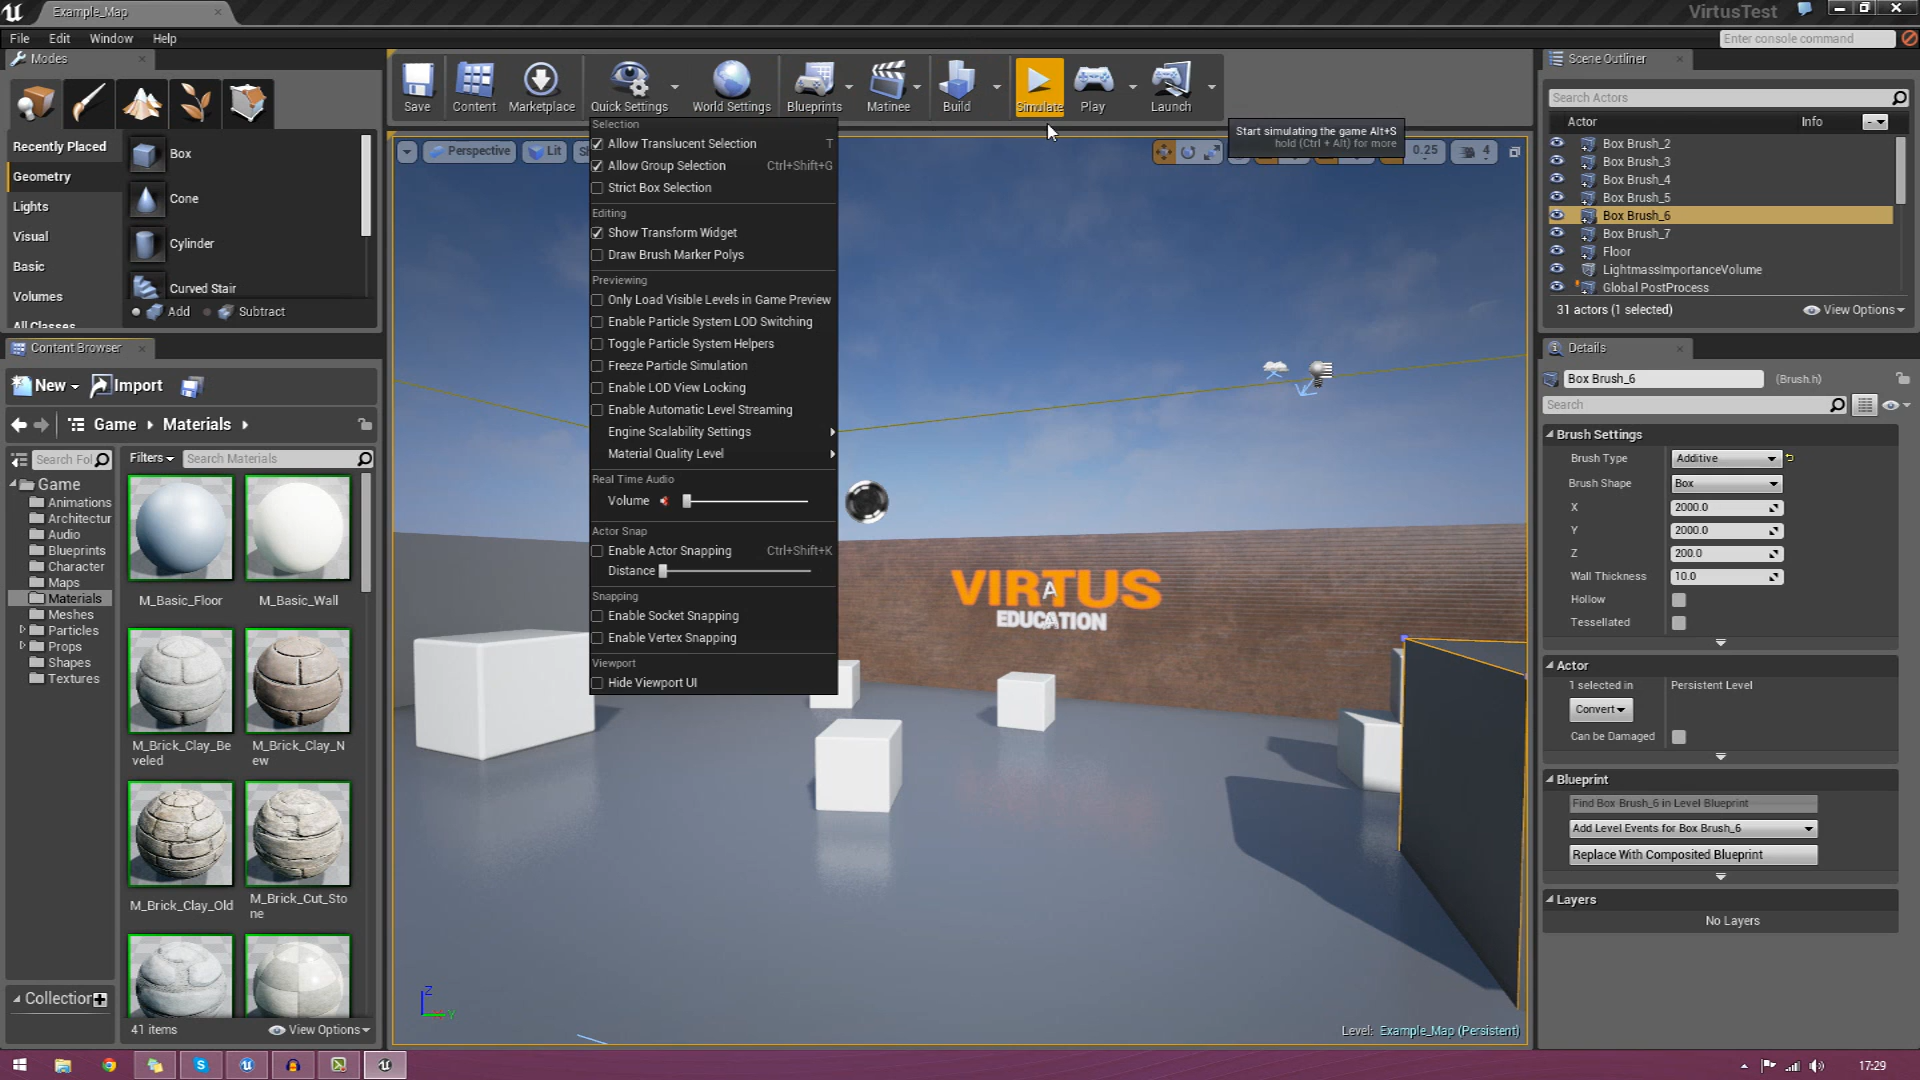 Example_Map
VirtusTest
File Edit Window Help
Enter console command
Modes
Recently Placed
Geometry
Lights
Visual
Basic
Volumes
All Classes
Box
Cone
Cylinder
Curved Stair
Add Subtract
Save
Content
Marketplace
Quick Settings
World Settings
Blueprints
Matinee
Build
Simulate
Play
Launch
Start simulating the game Alt+S
hold (Ctrl + Alt) for more
Perspective
Lit
0.25
4
Selection
Allow Translucent Selection T
Allow Group Selection Ctrl+Shift+G
Strict Box Selection
Editing
Show Transform Widget
Draw Brush Marker Polys
Previewing
Only Load Visible Levels in Game Preview
Enable Particle System LOD Switching
Toggle Particle System Helpers
Freeze Particle Simulation
Enable LOD View Locking
Enable Automatic Level Streaming
Engine Scalability Settings
Material Quality Level
Real Time Audio
Volume
Actor Snap
Enable Actor Snapping Ctrl+Shift+K
Distance
Snapping
Enable Socket Snapping
Enable Vertex Snapping
Viewport
Hide Viewport UI
VIRTUS
EDUCATION
Z
Y
Level: Example_Map (Persistent)
Content Browser
New Import
Game Materials
Search Fol
Filters Search Materials
Game
Animations
Architectur
Audio
Blueprints
Character
Maps
Materials
Meshes
Particles
Props
Shapes
Textures
Collection
M_Basic_Floor
M_Basic_Wall
M_Brick_Clay_Be
veled
M_Brick_Clay_N
ew
M_Brick_Clay_Old
M_Brick_Cut_Sto
ne
41 items
View Options
Scene Outliner
Search Actors
Actor Info
Box Brush_2
Box Brush_3
Box Brush_4
Box Brush_5
Box Brush_6
Box Brush_7
Floor
LightmassImportanceVolume
Global PostProcess
31 actors (1 selected) View Options
Details
Box Brush_6 (Brush.h)
Search
Brush Settings
Brush Type Additive
Brush Shape Box
X 2000.0
Y 2000.0
Z 200.0
Wall Thickness 10.0
Hollow
Tessellated
Actor
1 selected in Persistent Level
Convert
Can be Damaged
Blueprint
Find Box Brush_6 in Level Blueprint
Add Level Events for Box Brush_6
Replace With Composited Blueprint
Layers
No Layers
17:29